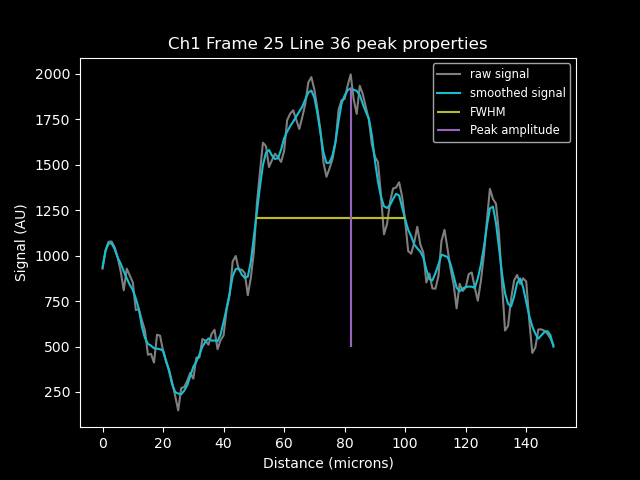 Ch1 Frame 25 Line 36 peak properties
raw signal
smoothed signal
FWHM
Peak amplitude
Signal (AU)
2000
1750
1500
1250
1000
750
500
250
0 20 40 60 80 100 120 140
Distance (microns)